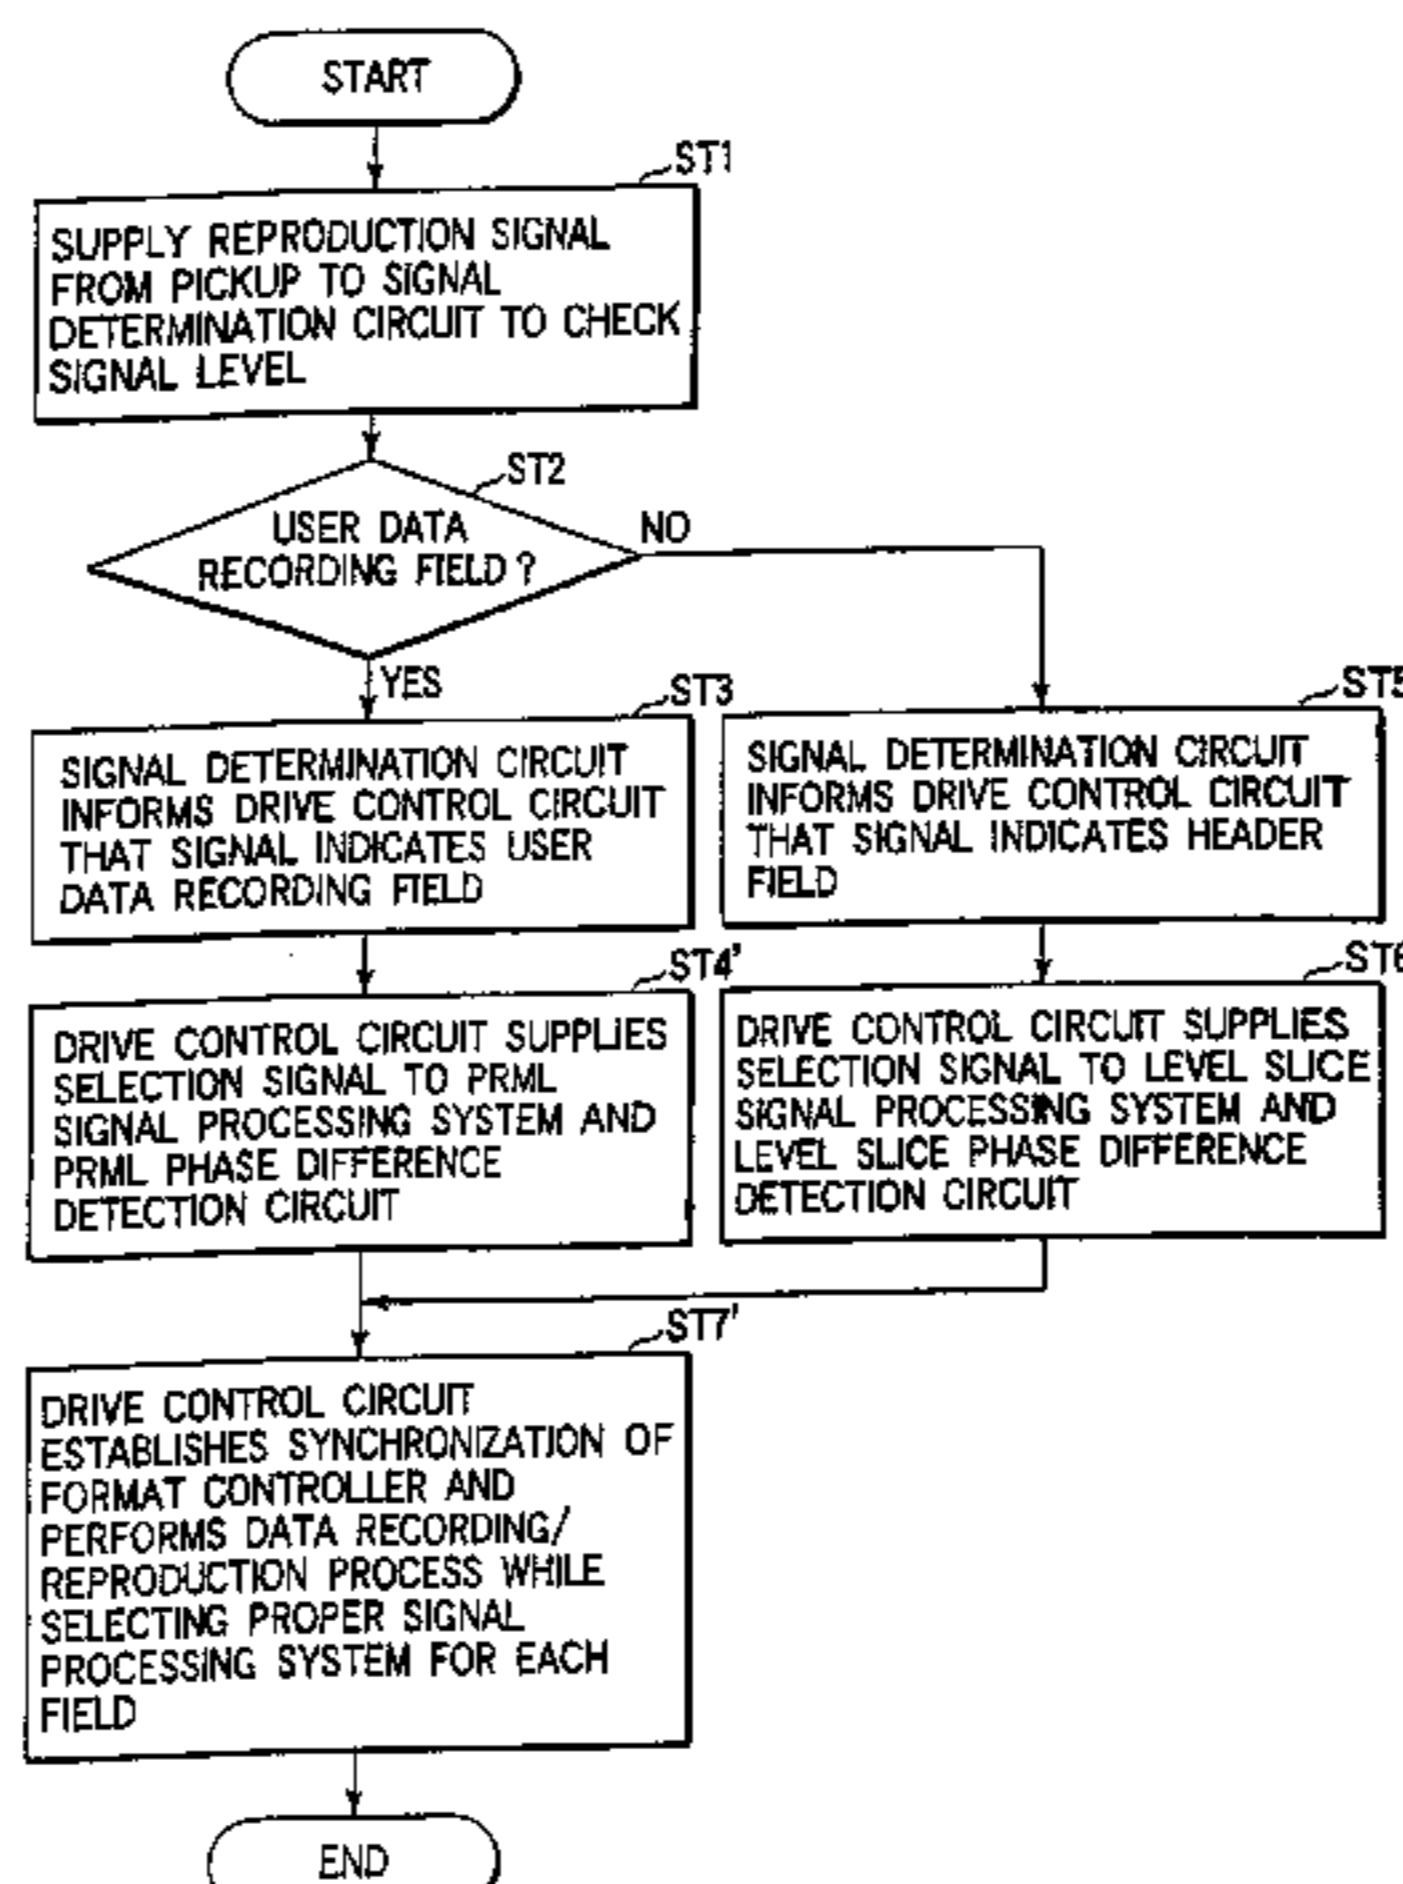 START
ST1
SUPPLY REPRODUCTION SIGNAL
FROM PICKUP TO SIGNAL
DETERMINATION CIRCUIT TO CHECK
SIGNAL LEVEL
ST2
USER DATA
RECORDING FIELD?
NO
YES
ST3
SIGNAL DETERMINATION CIRCUIT
INFORMS DRIVE CONTROL CIRCUIT
THAT SIGNAL INDICATES USER
DATA RECORDING FIELD
ST5
SIGNAL DETERMINATION CIRCUIT
INFORMS DRIVE CONTROL CIRCUIT
THAT SIGNAL INDICATES HEADER
FIELD
ST4'
DRIVE CONTROL CIRCUIT SUPPLIES
SELECTION SIGNAL TO PRML
SIGNAL PROCESSING SYSTEM AND
PRML PHASE DIFFERENCE
DETECTION CIRCUIT
ST6
DRIVE CONTROL CIRCUIT SUPPLIES
SELECTION SIGNAL TO LEVEL SLICE
SIGNAL PROCESSING SYSTEM AND
LEVEL SLICE PHASE DIFFERENCE
DETECTION CIRCUIT
ST7'
DRIVE CONTROL CIRCUIT
ESTABLISHES SYNCHRONIZATION OF
FORMAT CONTROLLER AND
PERFORMS DATA RECORDING/
REPRODUCTION PROCESS WHILE
SELECTING PROPER SIGNAL
PROCESSING SYSTEM FOR EACH
FIELD
END